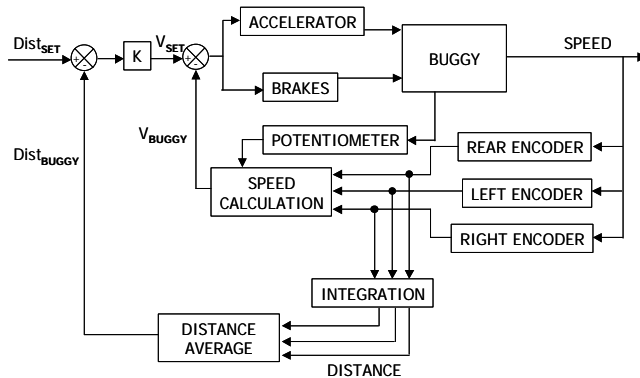 Dist_SET
+
-
K
V_SET
+
-
ACCELERATOR
BRAKES
BUGGY
SPEED
V_BUGGY
POTENTIOMETER
Dist_BUGGY
SPEED
CALCULATION
REAR ENCODER
LEFT ENCODER
RIGHT ENCODER
INTEGRATION
DISTANCE
AVERAGE
DISTANCE